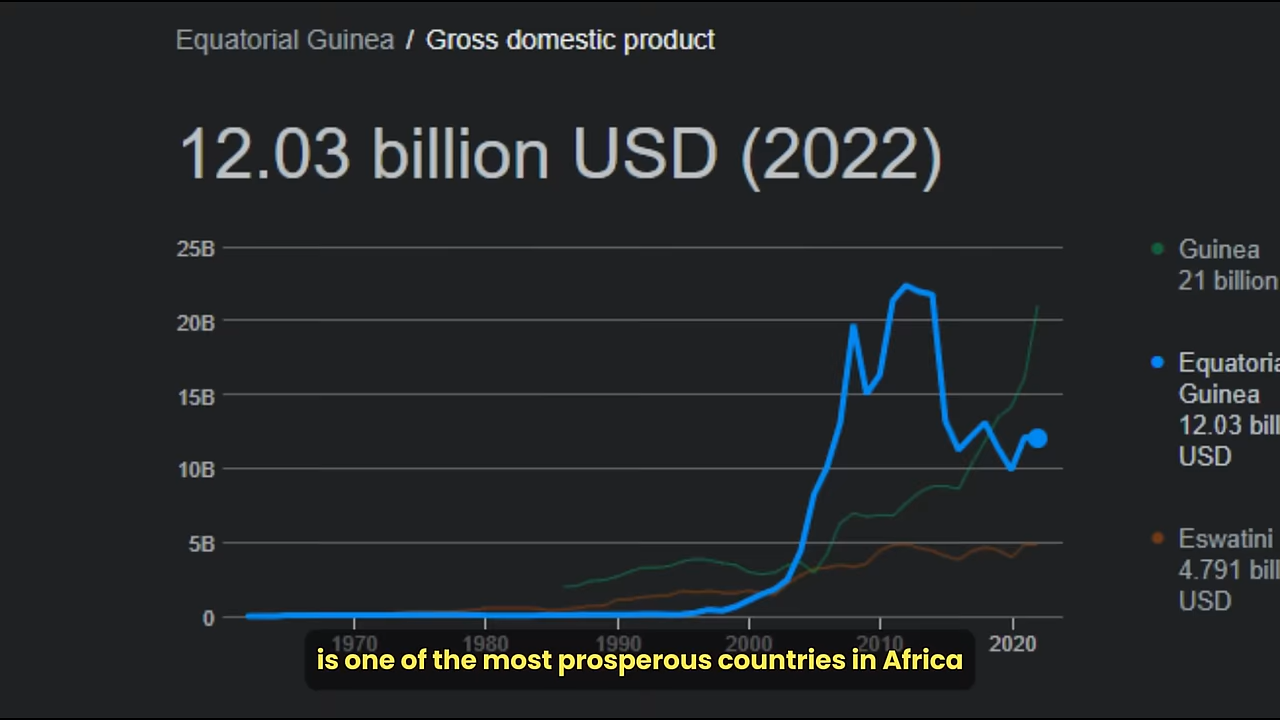 Equatorial Guinea / Gross domestic product
12.03 billion USD (2022)
25B
20B
15B
10B
5B
0
1970 1980 1990 2000 2010 2020
Guinea
21 billion
Equatoria
Guinea
12.03 bill
USD
Eswatini
4.791 bill
USD
is one of the most prosperous countries in Africa